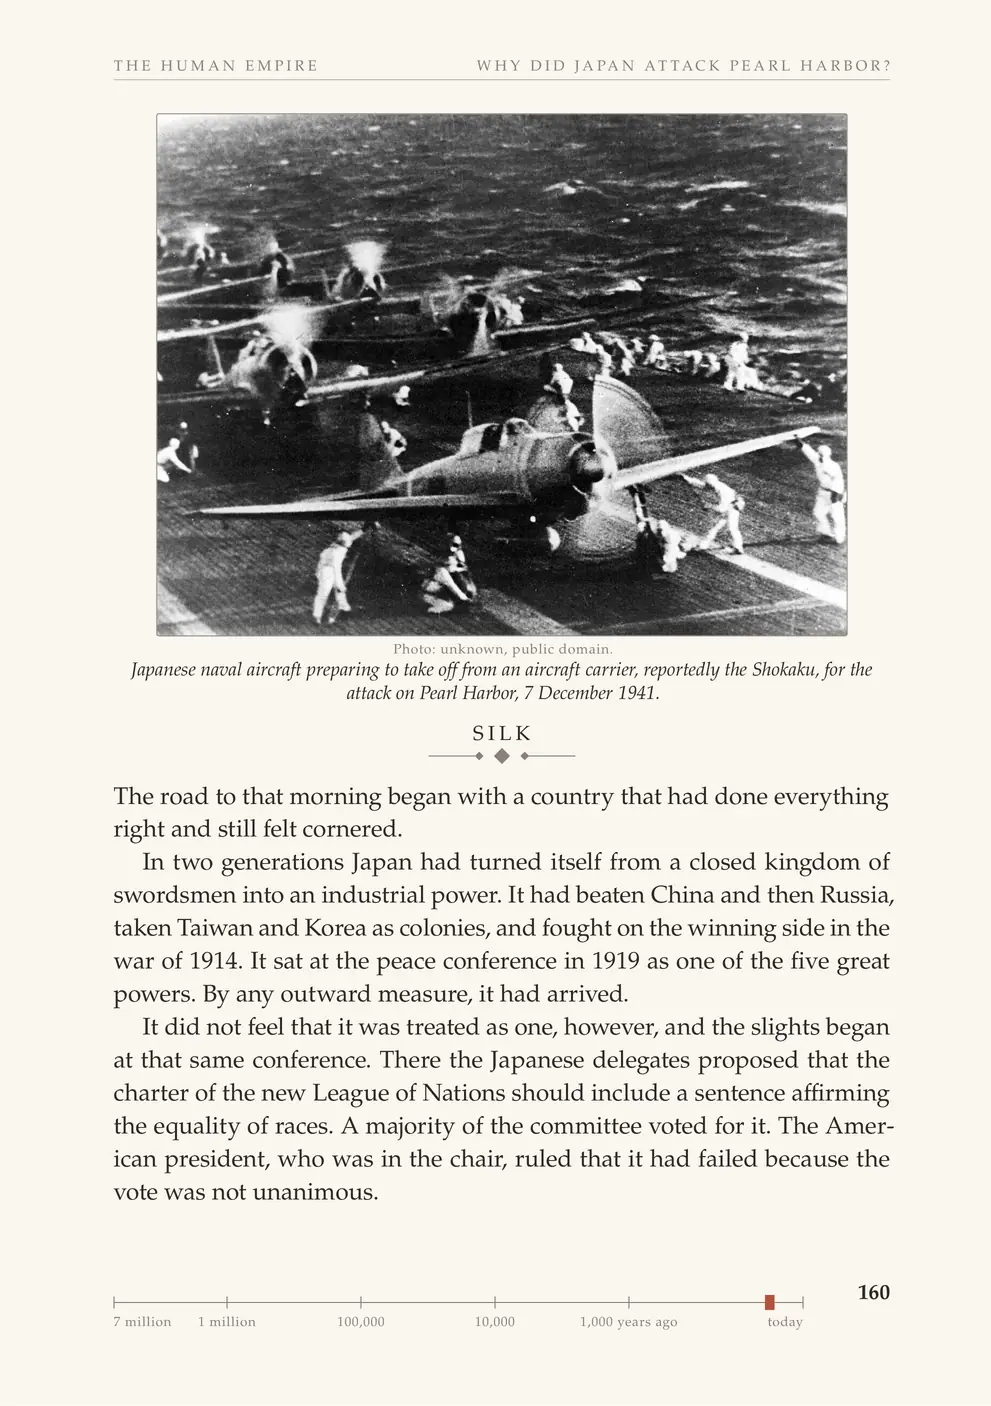 THE HUMAN EMPIRE
WHY DID JAPAN ATTACK PEARL HARBOR?
Photo: unknown, public domain.
Japanese naval aircraft preparing to take off from an aircraft carrier, reportedly the Shokaku, for the
attack on Pearl Harbor, 7 December 1941.
SILK
The road to that morning began with a country that had done everything
right and still felt cornered.
In two generations Japan had turned itself from a closed kingdom of
swordsmen into an industrial power. It had beaten China and then Russia,
taken Taiwan and Korea as colonies, and fought on the winning side in the
war of 1914. It sat at the peace conference in 1919 as one of the five great
powers. By any outward measure, it had arrived.
It did not feel that it was treated as one, however, and the slights began
at that same conference. There the Japanese delegates proposed that the
charter of the new League of Nations should include a sentence affirming
the equality of races. A majority of the committee voted for it. The Amer-
ican president, who was in the chair, ruled that it had failed because the
vote was not unanimous.
160
7 million 1 million 100,000 10,000 1,000 years ago today